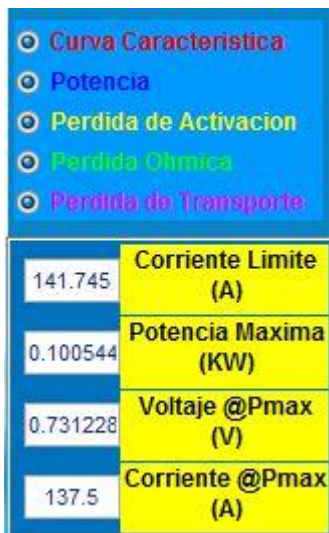 Curva Caracteristica
Potencia
Perdida de Activacion
Perdida Ohmica
Perdida de Transporte
141.745
Corriente Limite
(A)
0.100544
Potencia Maxima
(KW)
0.731228
Voltaje @Pmax
(V)
137.5
Corriente @Pmax
(A)